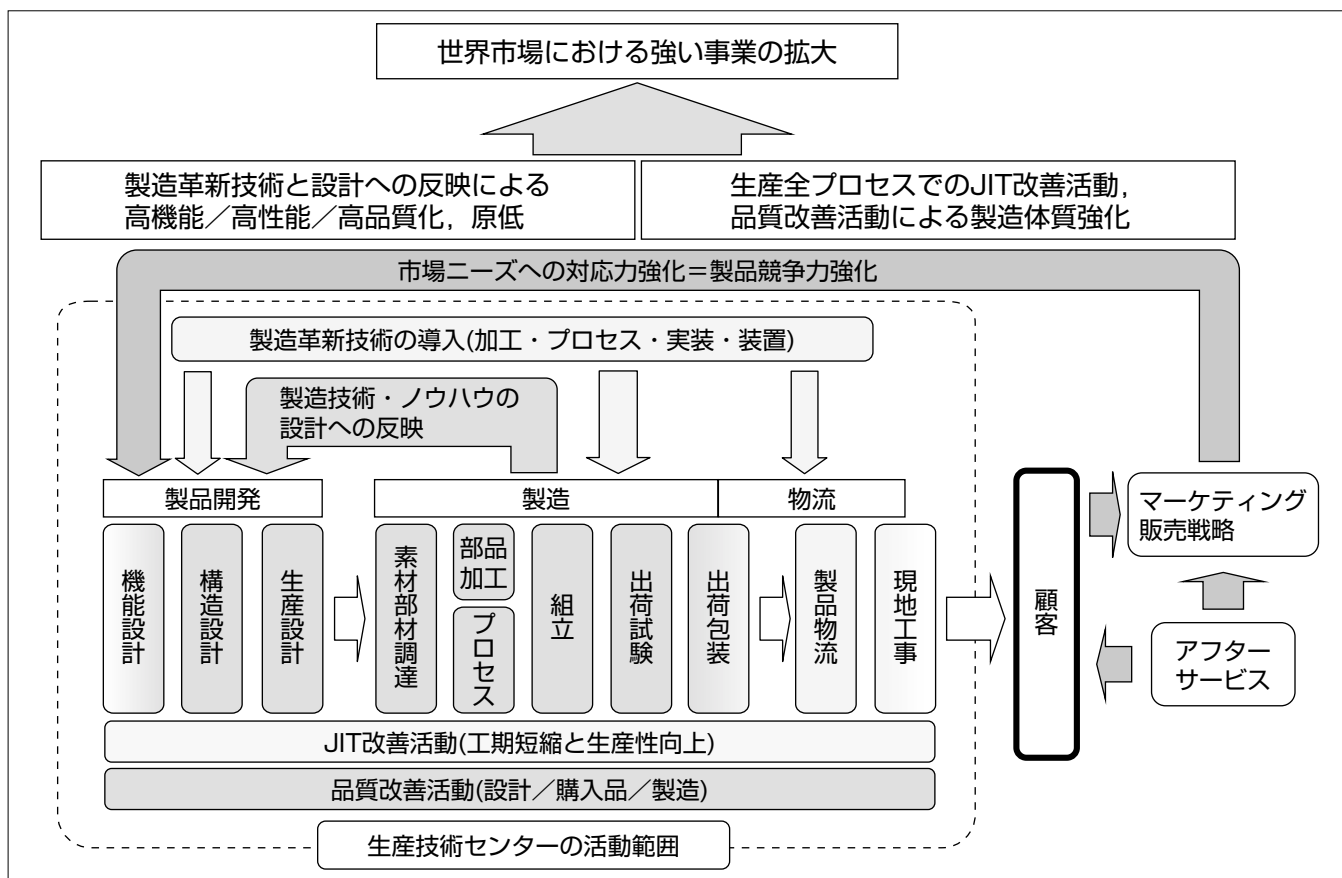 世界市場における強い事業の拡大
製造革新技術と設計への反映による
高機能／高性能／高品質化，原低
生産全プロセスでのJIT改善活動，
品質改善活動による製造体質強化
市場ニーズへの対応力強化＝製品競争力強化
製造革新技術の導入(加工・プロセス・実装・装置)
製造技術・ノウハウの
設計への反映
製品開発
製造
物流
機能設計
構造設計
生産設計
素材部材調達
部品
加工
プロセス
組立
出荷試験
出荷包装
製品物流
現地工事
顧客
マーケティング
販売戦略
アフター
サービス
JIT改善活動(工期短縮と生産性向上)
品質改善活動(設計／購入品／製造)
生産技術センターの活動範囲